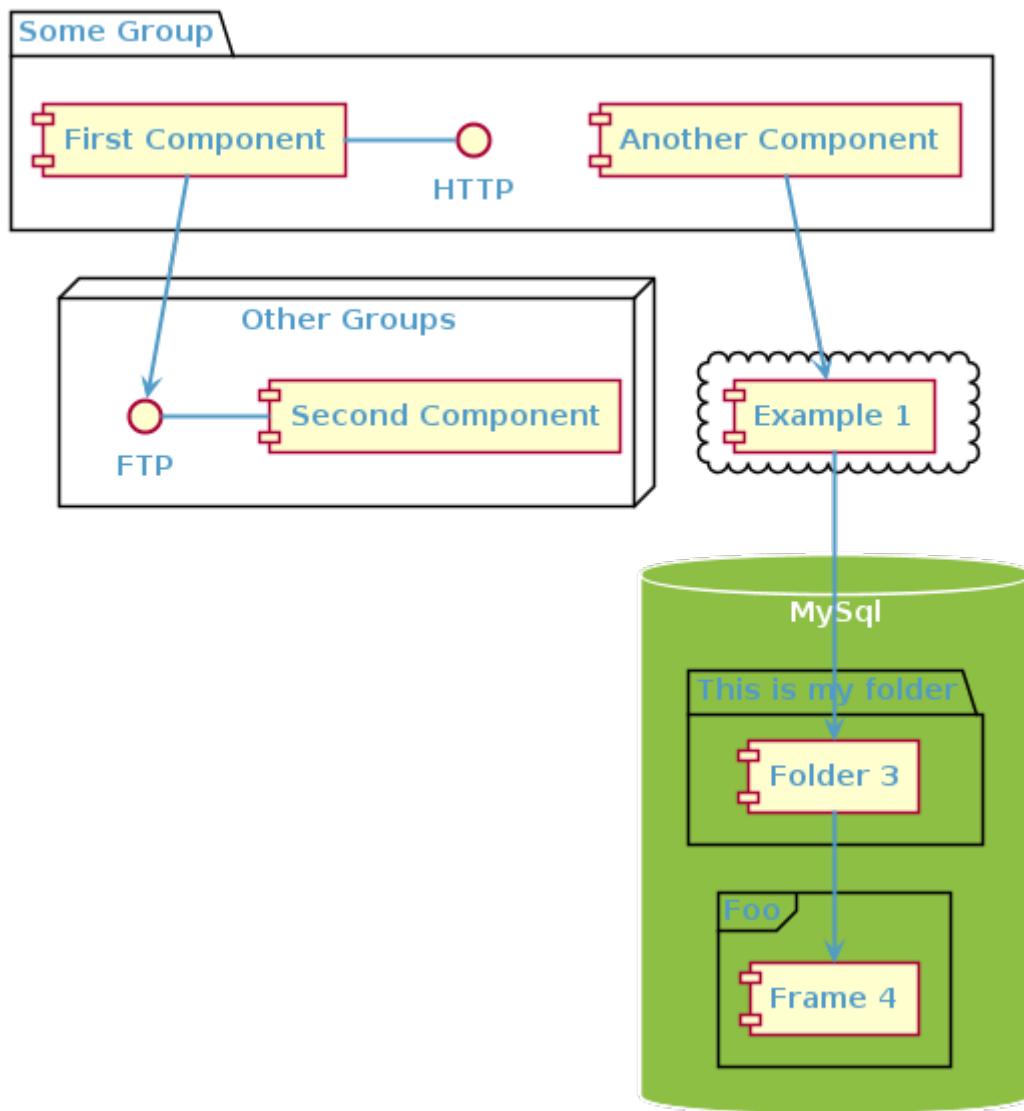 Some Group
First Component
HTTP
Another Component
Other Groups
FTP
Second Component
Example 1
MySql
This is my folder
Folder 3
Foo
Frame 4